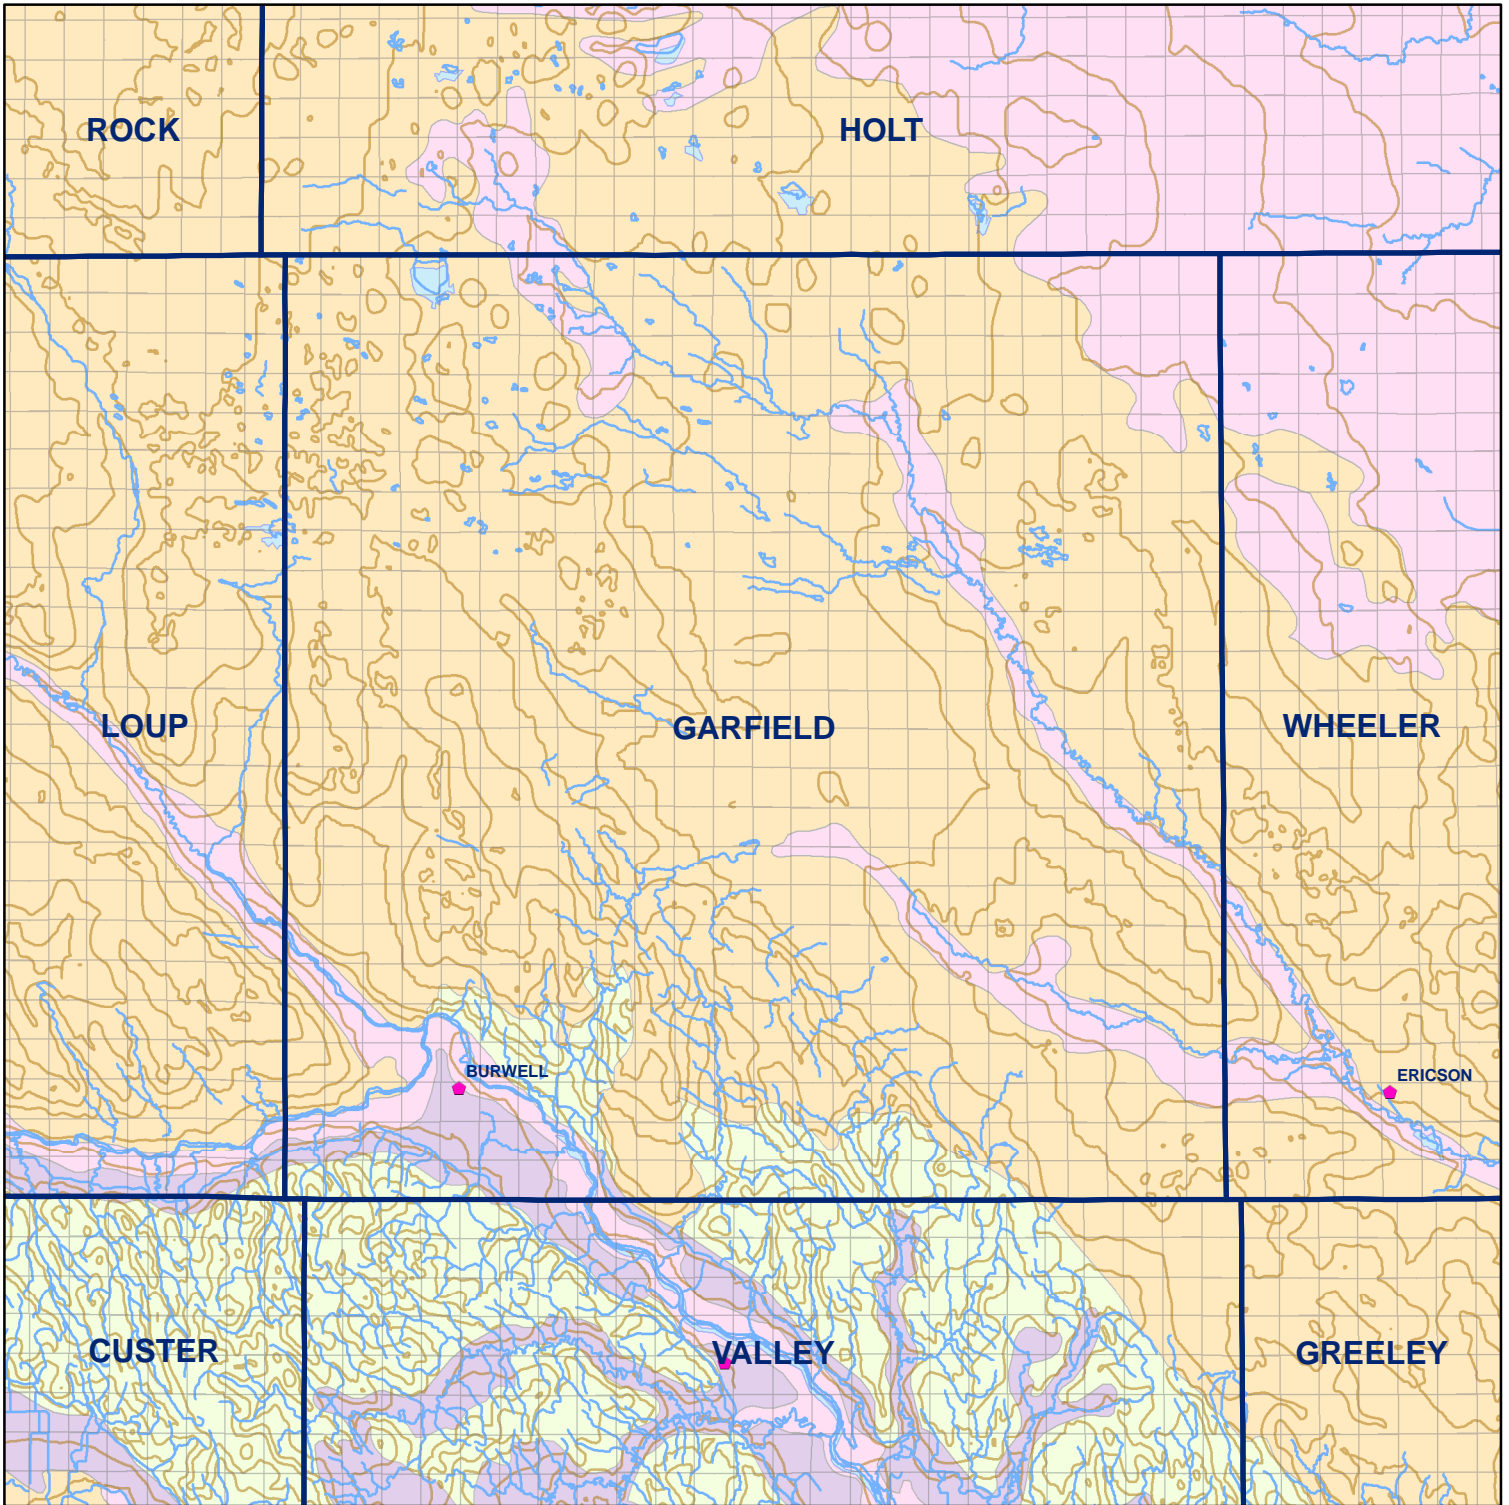 ROCK
HOLT
LOUP
GARFIELD
WHEELER
BURWELL
ERICSON
CUSTER
VALLEY
GREELEY